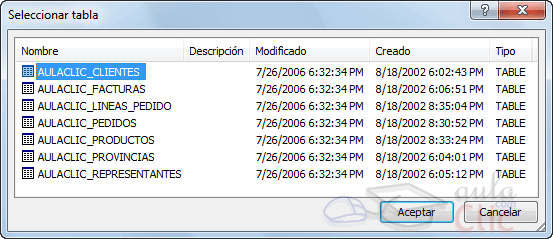 Seleccionar tabla
Nombre Descripción Modificado Creado Tipo
AULACLIC_CLIENTES 7/26/2006 6:32:34 PM 8/18/2002 6:02:43 PM TABLE
AULACLIC_FACTURAS 7/26/2006 6:32:34 PM 8/18/2002 6:06:51 PM TABLE
AULACLIC_LINEAS_PEDIDO 7/26/2006 6:32:34 PM 8/18/2002 8:35:04 PM TABLE
AULACLIC_PEDIDOS 7/26/2006 6:32:34 PM 8/18/2002 8:30:52 PM TABLE
AULACLIC_PRODUCTOS 7/26/2006 6:32:34 PM 8/18/2002 8:33:24 PM TABLE
AULACLIC_PROVINCIAS 7/26/2006 6:32:34 PM 8/18/2002 6:04:01 PM TABLE
AULACLIC_REPRESENTANTES 7/26/2006 6:32:34 PM 8/18/2002 6:05:12 PM TABLE
aula
.com
Clic
Aceptar Cancelar